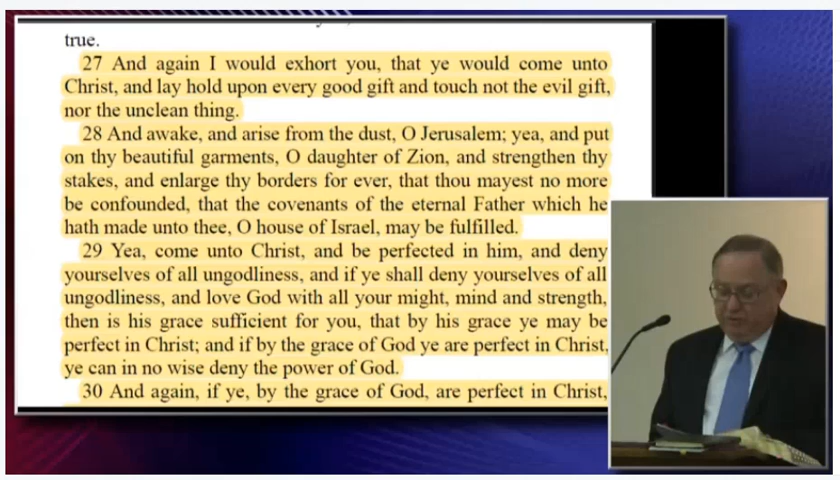 true.
27 And again I would exhort you, that ye would come unto
Christ, and lay hold upon every good gift and touch not the evil gift,
nor the unclean thing.
28 And awake, and arise from the dust, O Jerusalem; yea, and put
on thy beautiful garments, O daughter of Zion, and strengthen thy
stakes, and enlarge thy borders for ever, that thou mayest no more
be confounded, that the covenants of the eternal Father which he
hath made unto thee, O house of Israel, may be fulfilled.
29 Yea, come unto Christ, and be perfected in him, and deny
yourselves of all ungodliness, and if ye shall deny yourselves of all
ungodliness, and love God with all your might, mind and strength,
then is his grace sufficient for you, that by his grace ye may be
perfect in Christ; and if by the grace of God ye are perfect in Christ,
ye can in no wise deny the power of God.
30 And again, if ye, by the grace of God, are perfect in Christ,